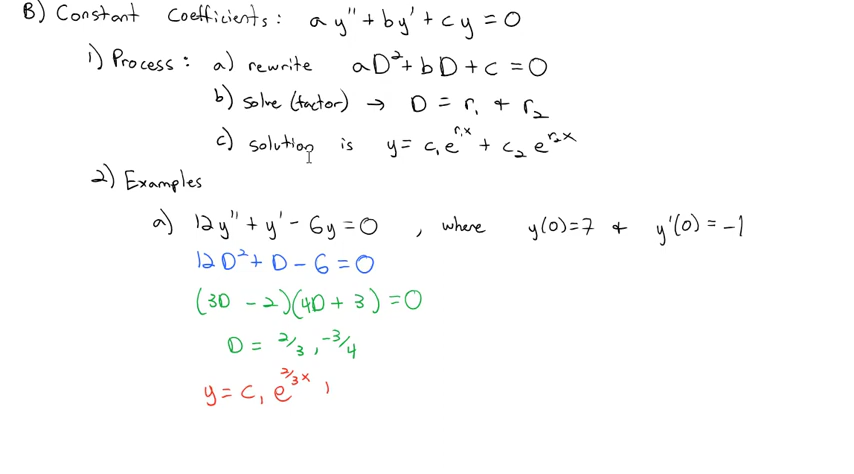 B) Constant Coefficients: ay'' + by' + cy = 0
1) Process: a) rewrite aD² + bD + c = 0
b) solve (factor) → D = r₁ & r₂
c) solution is y = c₁e^(r₁x) + c₂e^(r₂x)
2) Examples
a) 12y'' + y' - 6y = 0, where y(0) = 7 & y'(0) = -1
12D² + D - 6 = 0
(3D - 2)(4D + 3) = 0
D = 2/3, -3/4
y = c₁e^(2/3x)